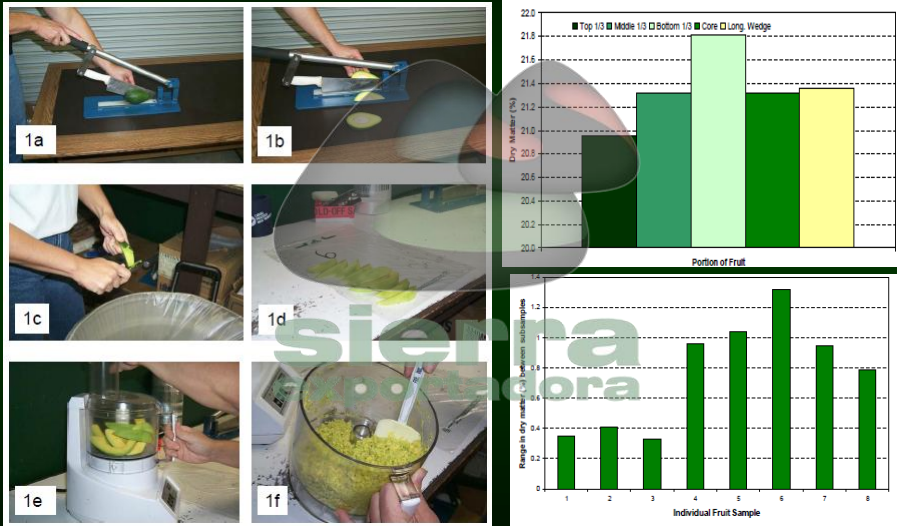 1a
1b
1c
1d
1e
1f
Top 1/3 Middle 1/3 Bottom 1/3 Core Long. Wedge
Dry Matter (%)
22.0
21.8
21.6
21.4
21.2
21.0
20.8
20.6
20.4
20.2
20.0
Portion of Fruit
Range in dry matter (%) between subsamples
1.4
1.2
1
0.8
0.6
0.4
0.2
0
1 2 3 4 5 6 7 8
Individual Fruit Sample
sierra
exportadora